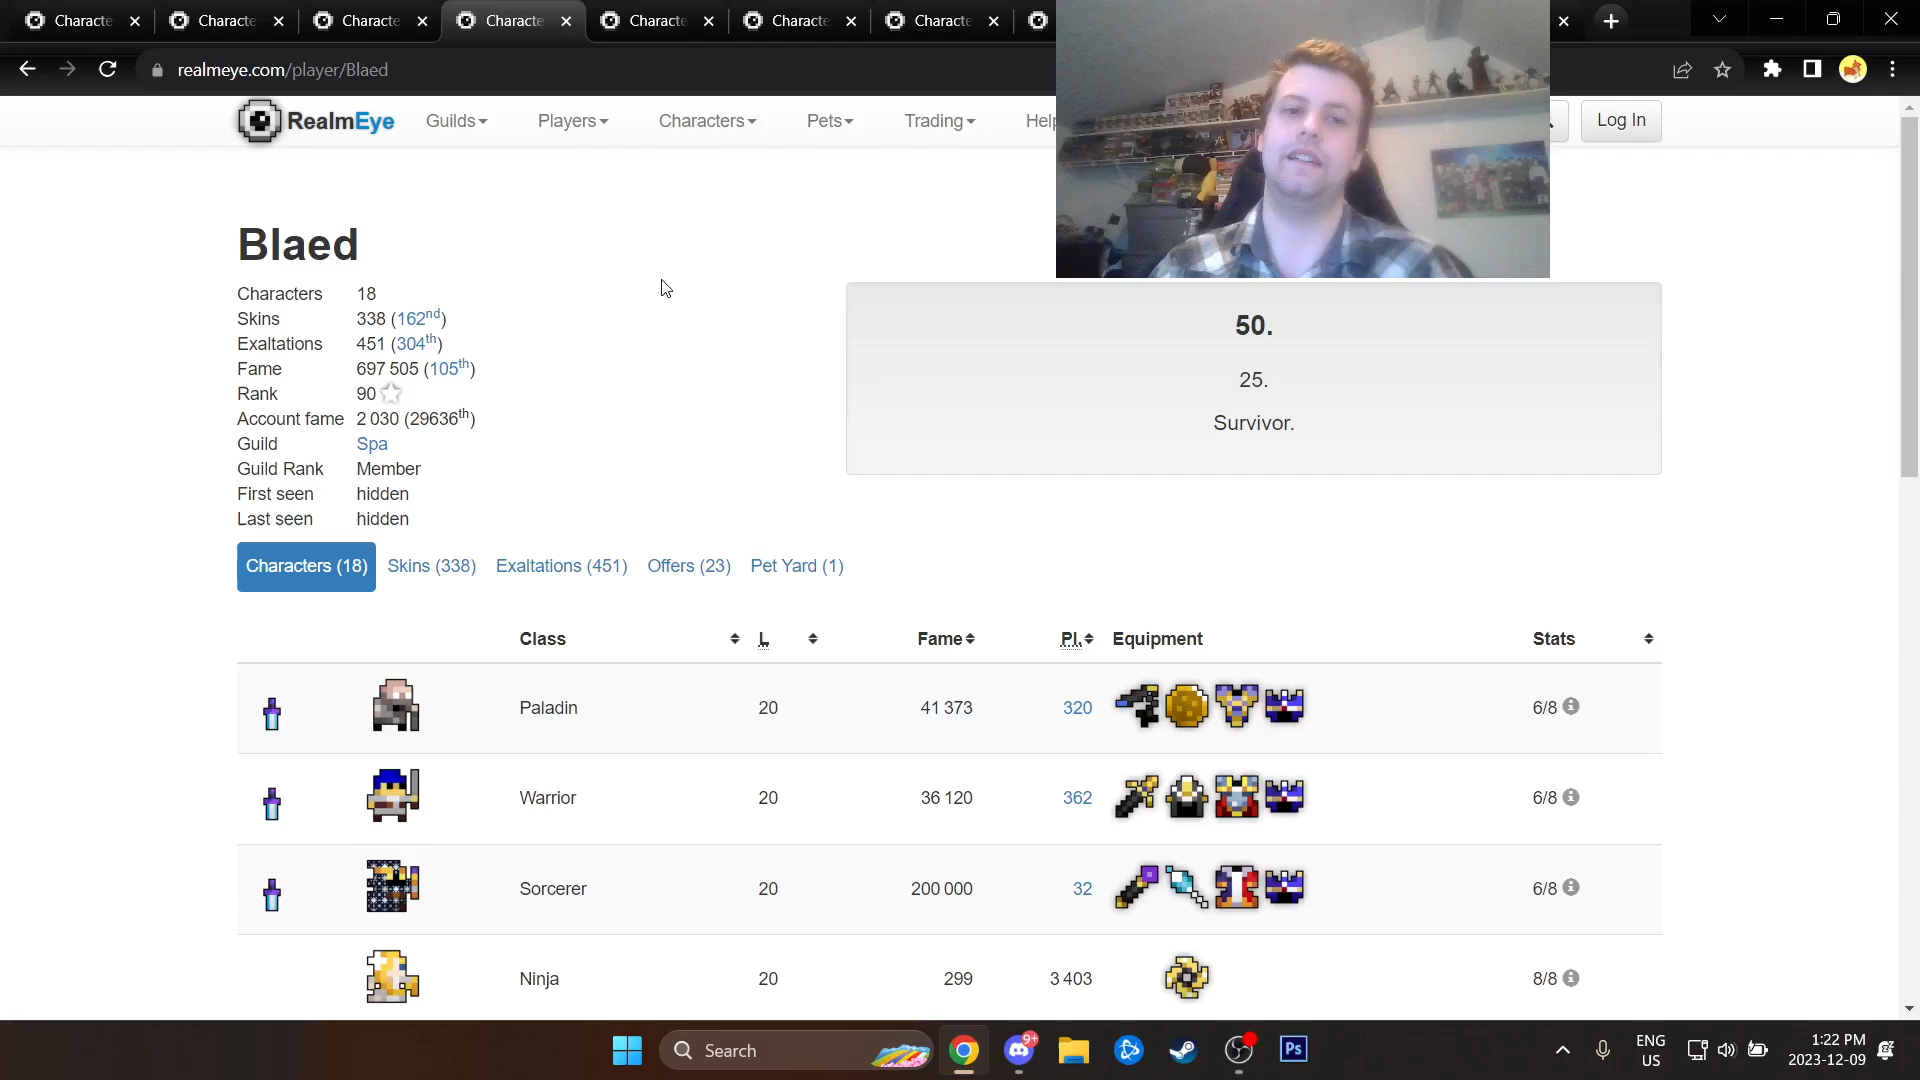 Characte
Characte
Characte
Characte
Characte
Characte
Characte
realmeye.com/player/Blaed
RealmEye
Guilds
Players
Characters
Pets
Trading
Help
Log In
Blaed
Characters 18
Skins 338 (162nd)
Exaltations 451 (304th)
Fame 697 505 (105th)
Rank 90
Account fame 2 030 (29636th)
Guild Spa
Guild Rank Member
First seen hidden
Last seen hidden
50.
25.
Survivor.
Characters (18) Skins (338) Exaltations (451) Offers (23) Pet Yard (1)
Class L Fame Pl. Equipment Stats
Paladin 20 41 373 320 6/8
Warrior 20 36 120 362 6/8
Sorcerer 20 200 000 32 6/8
Ninja 20 299 3 403 8/8
Search
9+
Ps
ENG
US
1:22 PM
2023-12-09